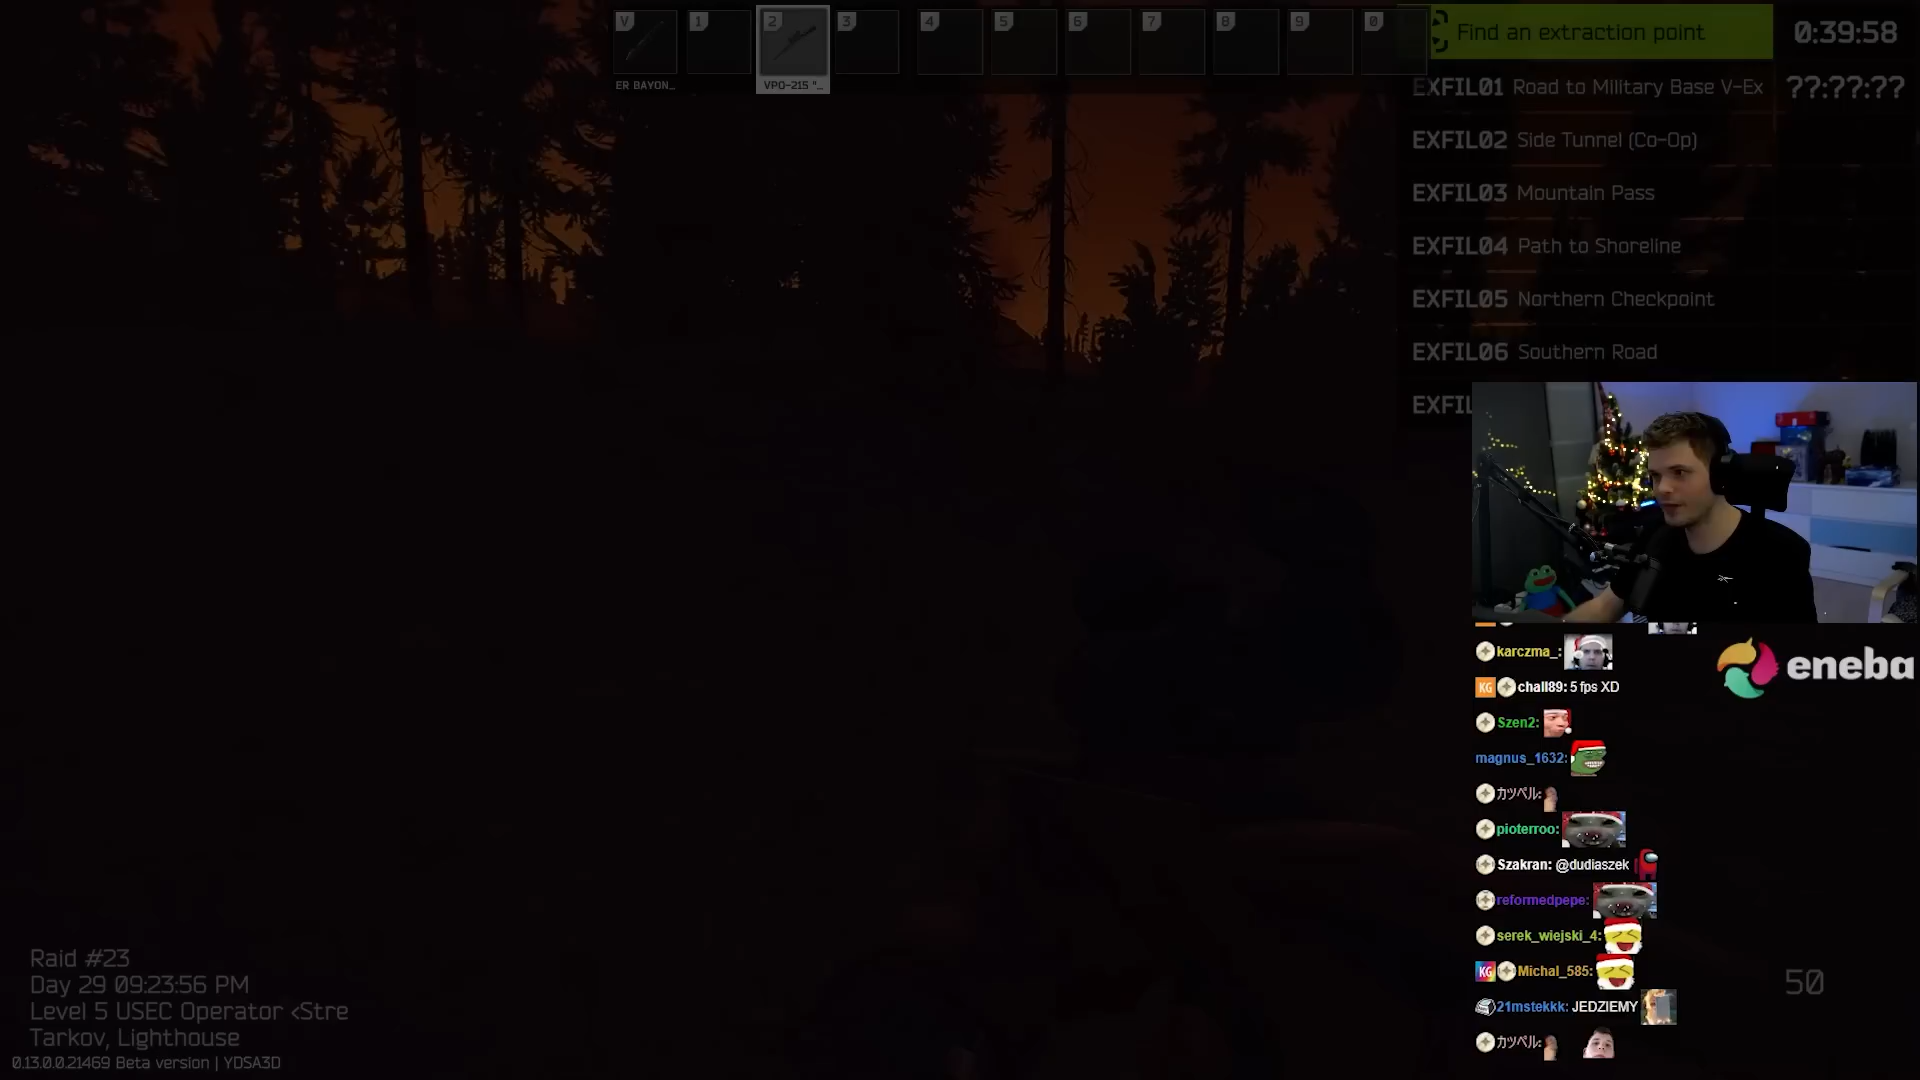 V
1
2
3
4
5
6
7
8
9
0
ER BAYON_
VPO-215 "_
Find an extraction point
0:39:58
EXFIL01 Road to Military Base V-Ex ??:??:??
EXFIL02 Side Tunnel (Co-Op)
EXFIL03 Mountain Pass
EXFIL04 Path to Shoreline
EXFIL05 Northern Checkpoint
EXFIL06 Southern Road
EXFIL
eneba
karczma_:
KG chall89: 5 fps XD
Szen2:
magnus_1632:
カツペル:
pioterroo:
Szakran: @dudiaszek
reformedpepe:
serek_wiejski_4:
KG Michal_585:
21mstekkk: JEDZIEMY
カツペル:
50
Raid #23
Day 29 09:23:56 PM
Level 5 USEC Operator <Stre
Tarkov, Lighthouse
0.13.0.0.21469 Beta version | YDSA3D